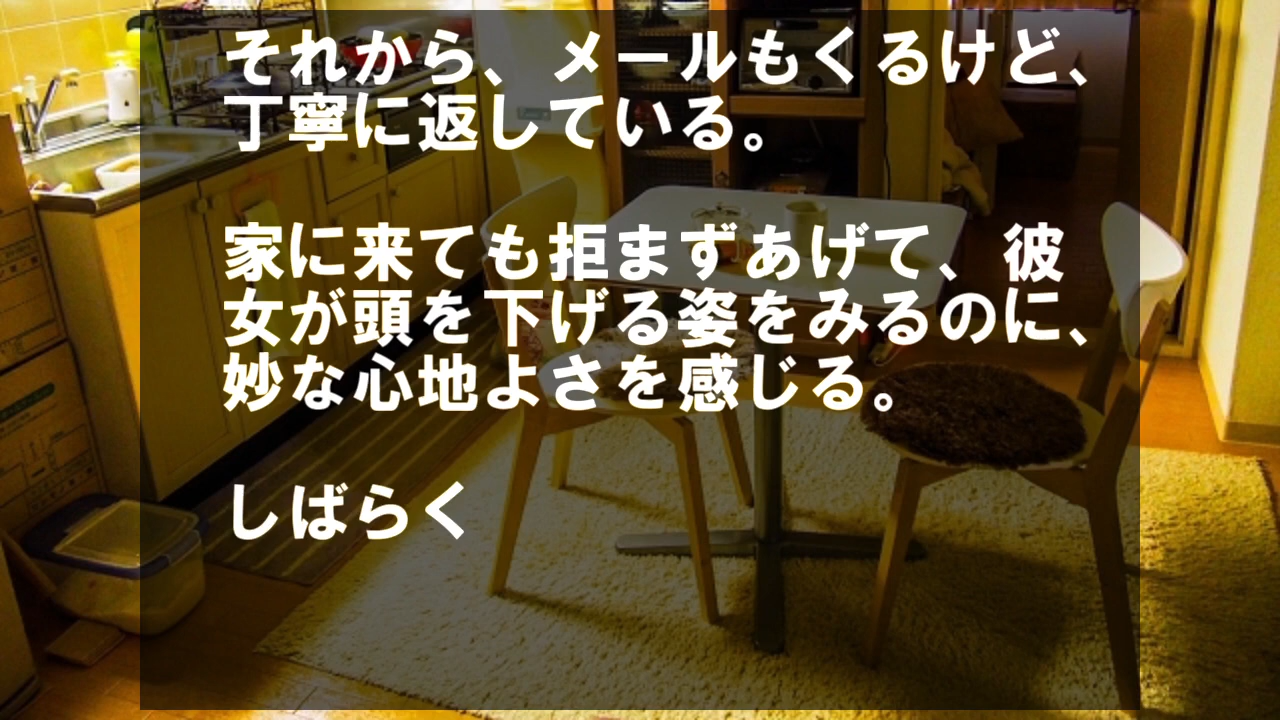 それから、メールもくるけど、
丁寧に返している。
家に来ても拒まずあげて、彼
女が頭を下げる姿をみるのに、
妙な心地よさを感じる。
しばらく